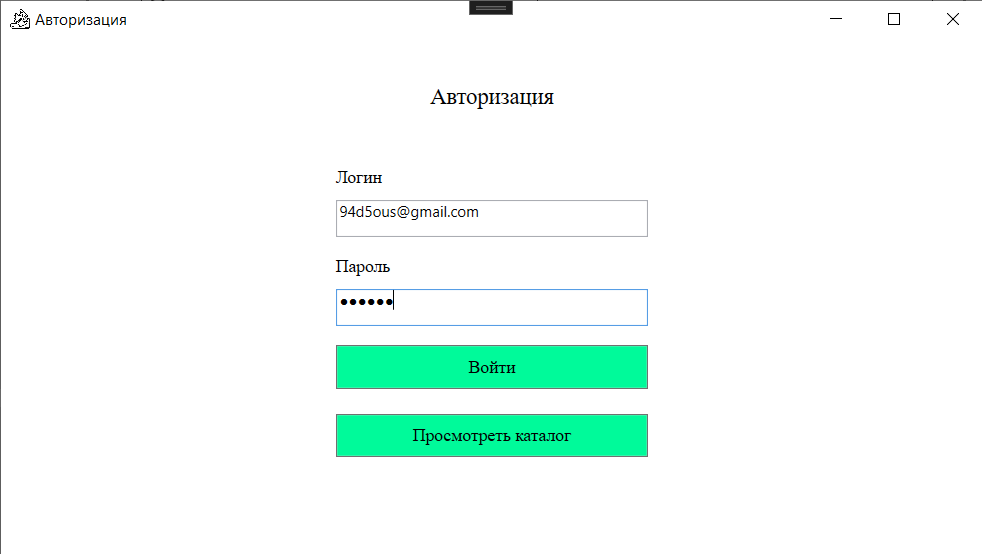 Авторизация
Авторизация
Логин
94d5ous@gmail.com
Пароль
●●●●●●
Войти
Просмотреть каталог